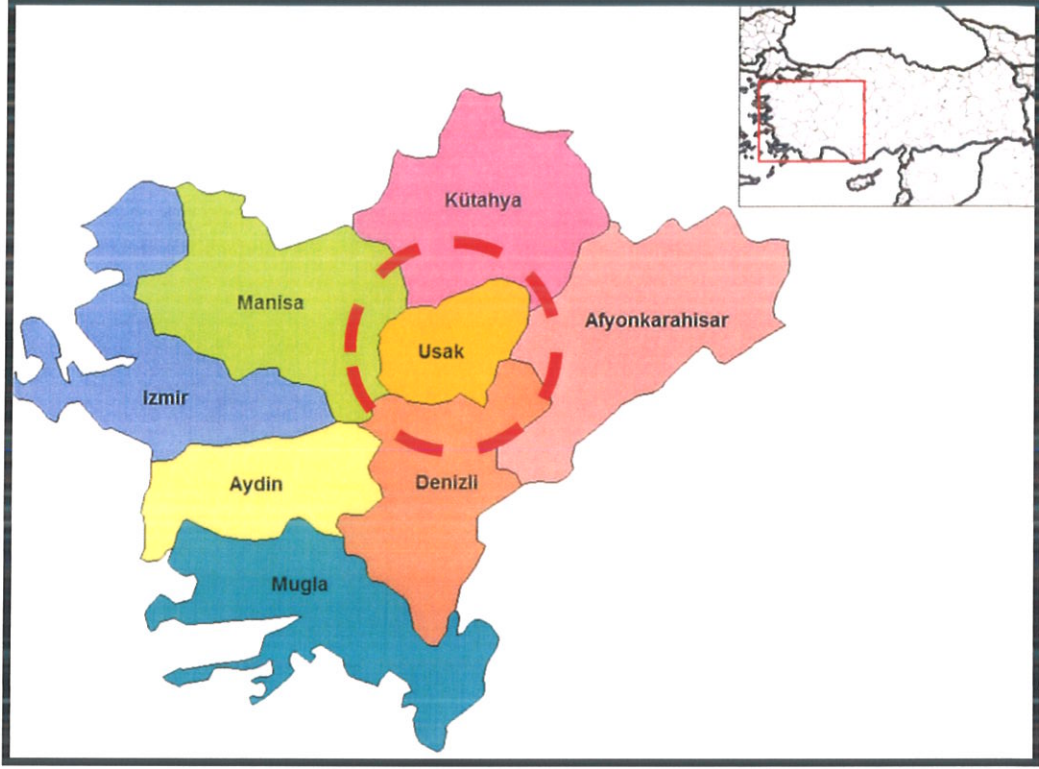 Kütahya
Manisa
Afyonkarahisar
Usak
Izmir
Aydin
Denizli
Mugla